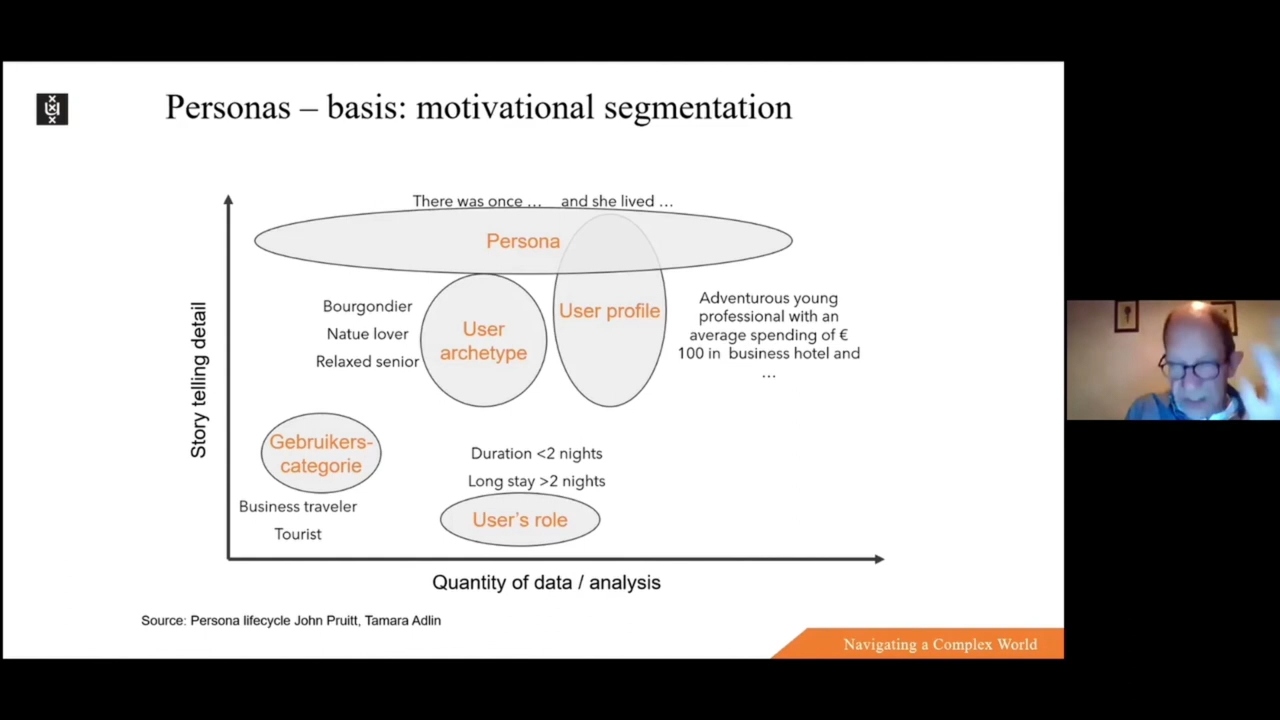 Personas – basis: motivational segmentation
There was once … and she lived …
Persona
Bourgondier
Natue lover
Relaxed senior
User
archetype
User profile
Adventurous young
professional with an
average spending of €
100 in business hotel and
…
Story telling detail
Gebruikers-
categorie
Business traveler
Tourist
Duration <2 nights
Long stay >2 nights
User's role
Quantity of data / analysis
Source: Persona lifecycle John Pruitt, Tamara Adlin
Navigating a Complex World